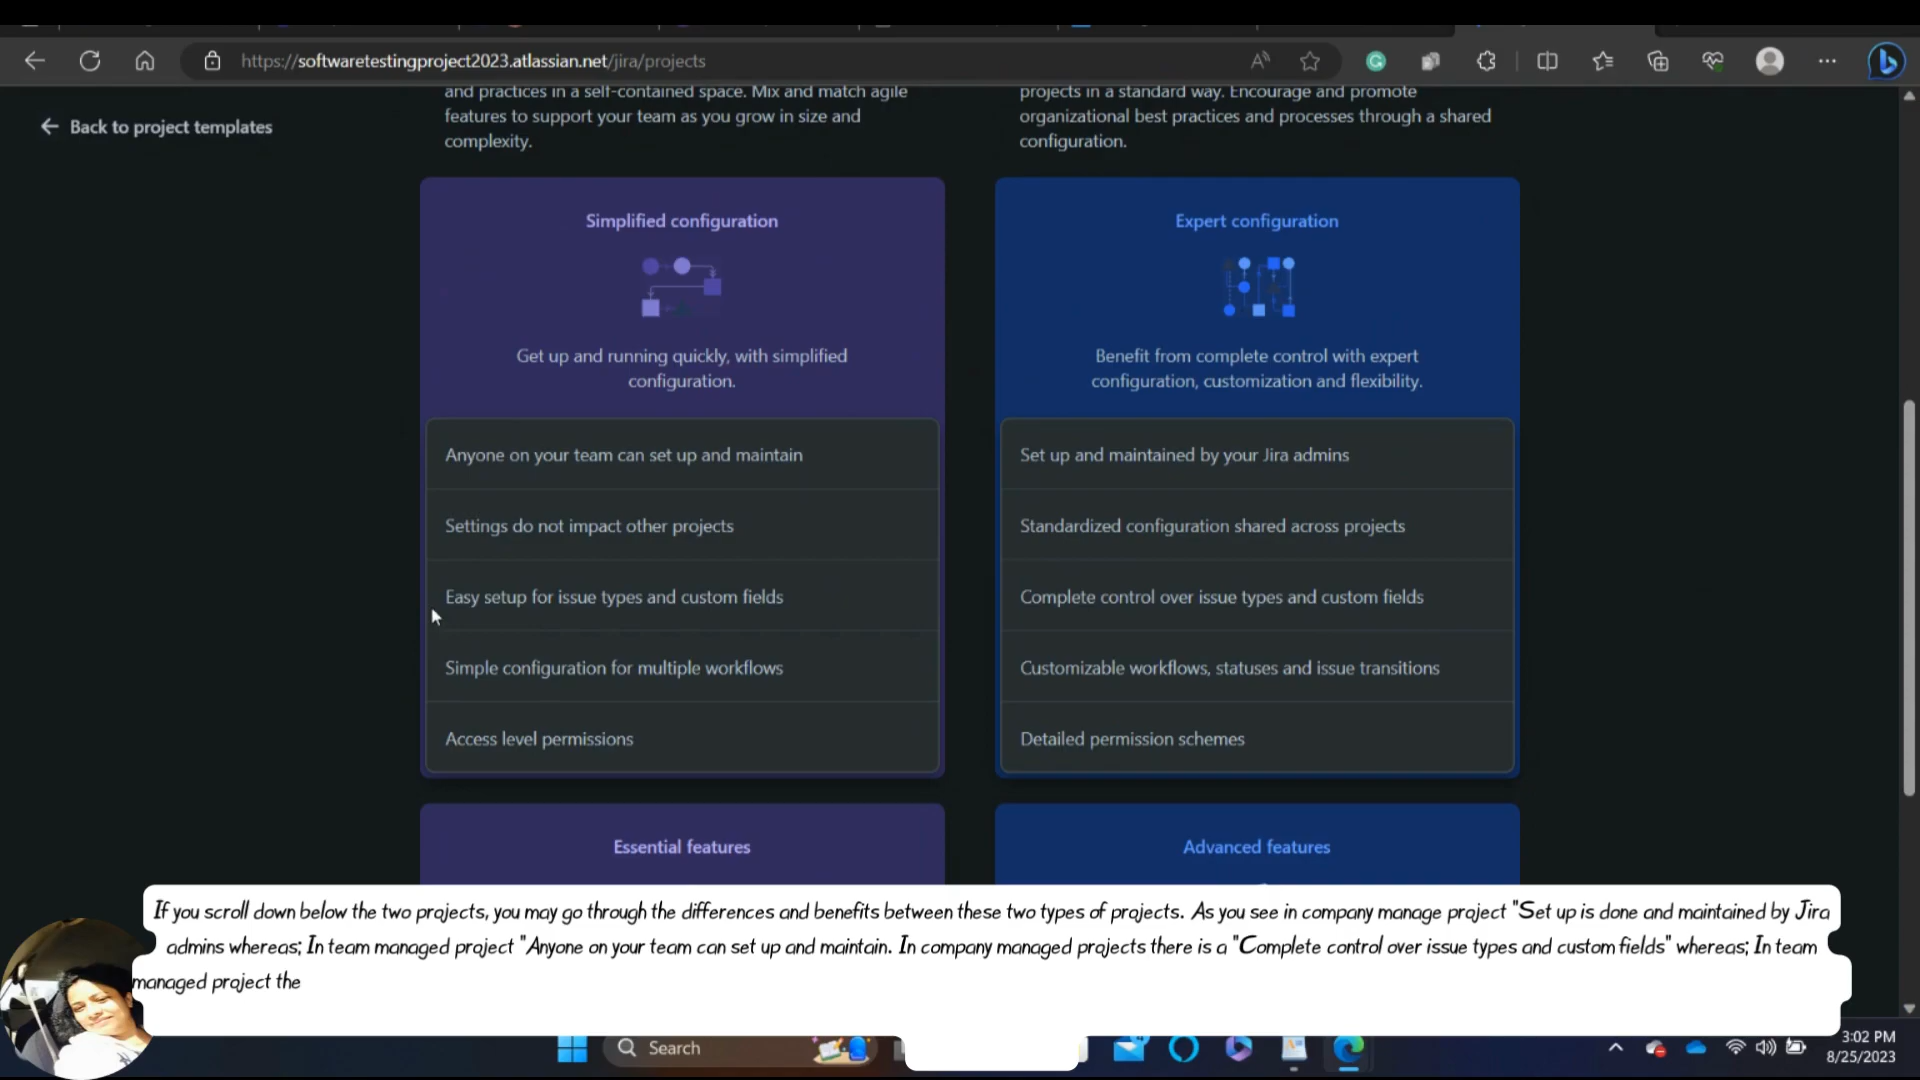 https://softwaretestingproject2023.atlassian.net/jira/projects
Back to project templates
and practices in a self-contained space. Mix and match agile
features to support your team as you grow in size and
complexity.
projects in a standard way. Encourage and promote
organizational best practices and processes through a shared
configuration.
Simplified configuration
Get up and running quickly, with simplified
configuration.
Anyone on your team can set up and maintain
Settings do not impact other projects
Easy setup for issue types and custom fields
Simple configuration for multiple workflows
Access level permissions
Expert configuration
Benefit from complete control with expert
configuration, customization and flexibility.
Set up and maintained by your Jira admins
Standardized configuration shared across projects
Complete control over issue types and custom fields
Customizable workflows, statuses and issue transitions
Detailed permission schemes
Essential features
Advanced features
If you scroll down below the two projects, you may go through the differences and benefits between these two types of projects. As you see in company manage project "Set up is done and maintained by Jira
admins whereas; In team managed project "Anyone on your team can set up and maintain. In company managed projects there is a "Complete control over issue types and custom fields" whereas; In team
managed project the
Search
3:02 PM
8/25/2023